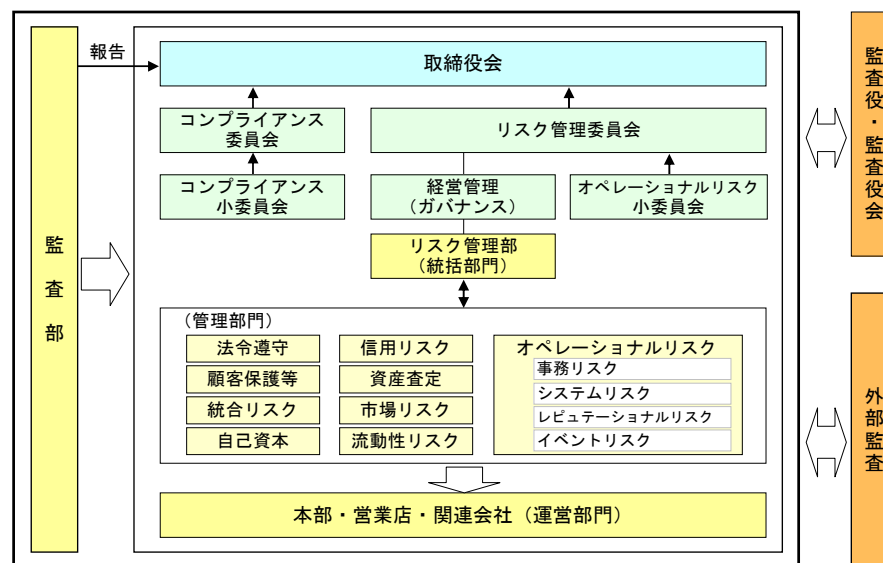 報告
取締役会
コンプライアンス
委員会
リスク管理委員会
コンプライアンス
小委員会
経営管理
（ガバナンス）
オペレーショナルリスク
小委員会
リスク管理部
（統括部門）
監査部
（管理部門）
法令遵守
信用リスク
オペレーショナルリスク
顧客保護等
資産査定
統合リスク
市場リスク
自己資本
流動性リスク
事務リスク
システムリスク
レピュテーショナルリスク
イベントリスク
本部・営業店・関連会社（運営部門）
監査役・監査役会
外部監査